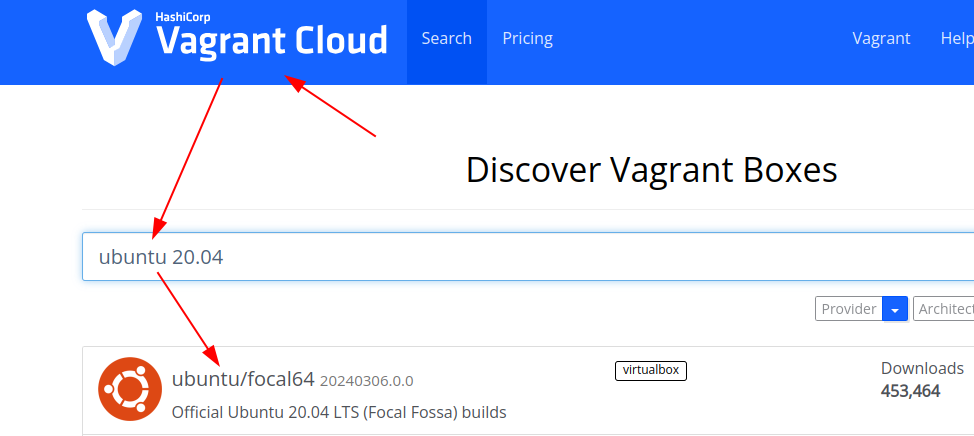 HashiCorp
Vagrant Cloud
Search
Pricing
Vagrant
Help
Discover Vagrant Boxes
ubuntu 20.04
Provider
Architect
ubuntu/focal64 20240306.0.0
virtualbox
Downloads
453,464
Official Ubuntu 20.04 LTS (Focal Fossa) builds